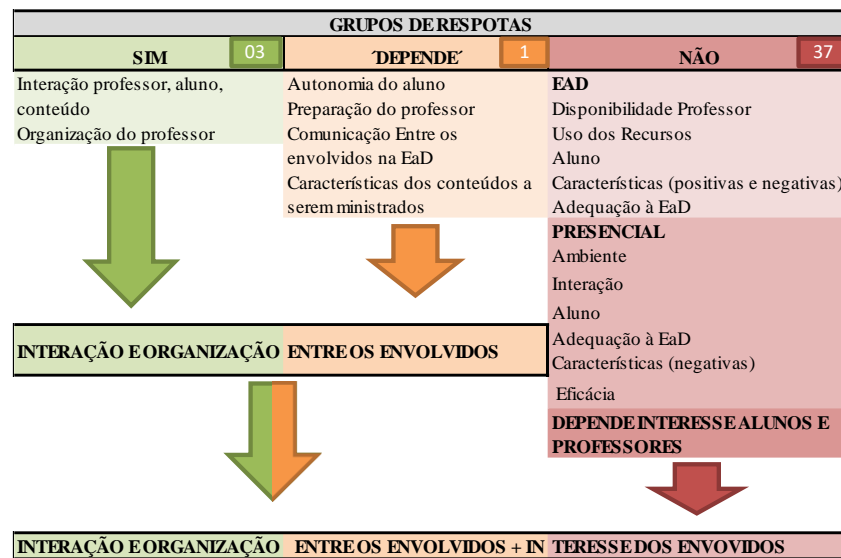 GRUPOS DE RESPOTAS
SIM 03
´DEPENDE´ 1
NÃO 37
Interação professor, aluno,
conteúdo
Organização do professor
Autonomia do aluno
Preparação do professor
Comunicação Entre os
envolvidos na EaD
Características dos conteúdos a
serem ministrados
EAD
Disponibilidade Professor
Uso dos Recursos
Aluno
Características (positivas e negativas)
Adequação à EaD
PRESENCIAL
Ambiente
Interação
Aluno
Adequação à EaD
Características (negativas)
Eficácia
DEPENDE INTERESSE ALUNOS E
PROFESSORES
INTERAÇÃO E ORGANIZAÇÃO ENTRE OS ENVOLVIDOS
INTERAÇÃO E ORGANIZAÇÃO ENTRE OS ENVOLVIDOS + IN TERESSE DOS ENVOVIDOS